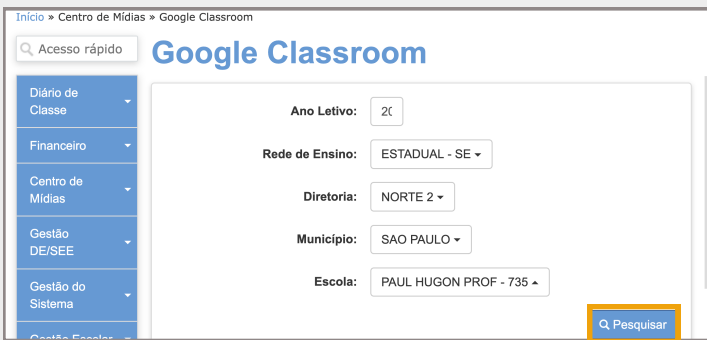 Início » Centro de Mídias » Google Classroom
Acesso rápido
Google Classroom
Diário de
Classe
Financeiro
Centro de
Mídias
Gestão
DE/SEE
Gestão do
Sistema
Gestão Escolar
Ano Letivo: 20
Rede de Ensino: ESTADUAL - SE
Diretoria: NORTE 2
Município: SAO PAULO
Escola: PAUL HUGON PROF - 735
Pesquisar